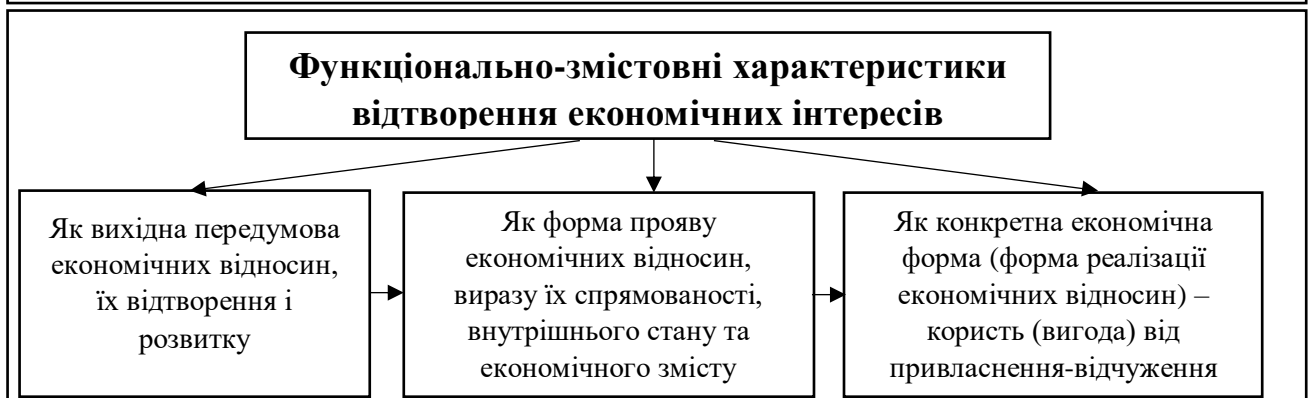 Функціонально-змістовні характеристики
відтворення економічних інтересів
Як вихідна передумова
економічних відносин,
їх відтворення і
розвитку
Як форма прояву
економічних відносин,
виразу їх спрямованості,
внутрішнього стану та
економічного змісту
Як конкретна економічна
форма (форма реалізації
економічних відносин) –
користь (вигода) від
привласнення-відчуження